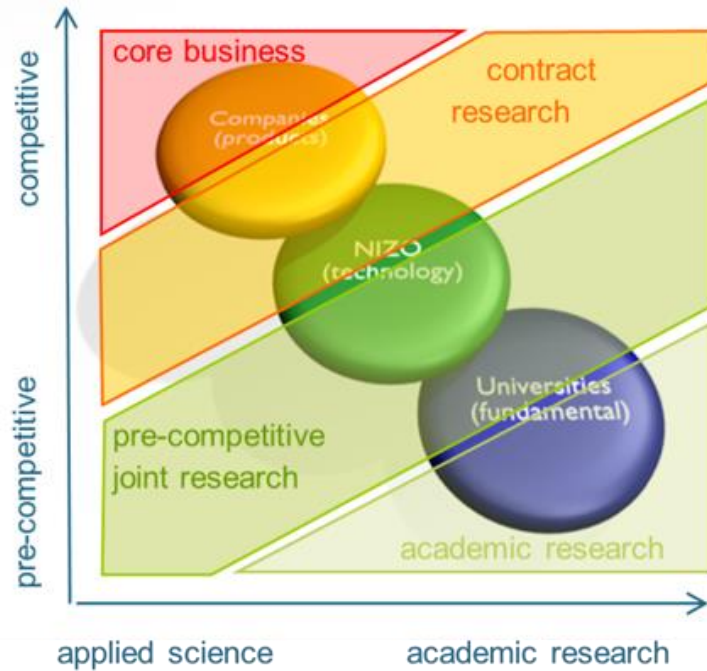 competitive
pre-competitive
core business
contract
research
Companies
(products)
NIZO
(technology)
Universities
(fundamental)
pre-competitive
joint research
academic research
applied science
academic research